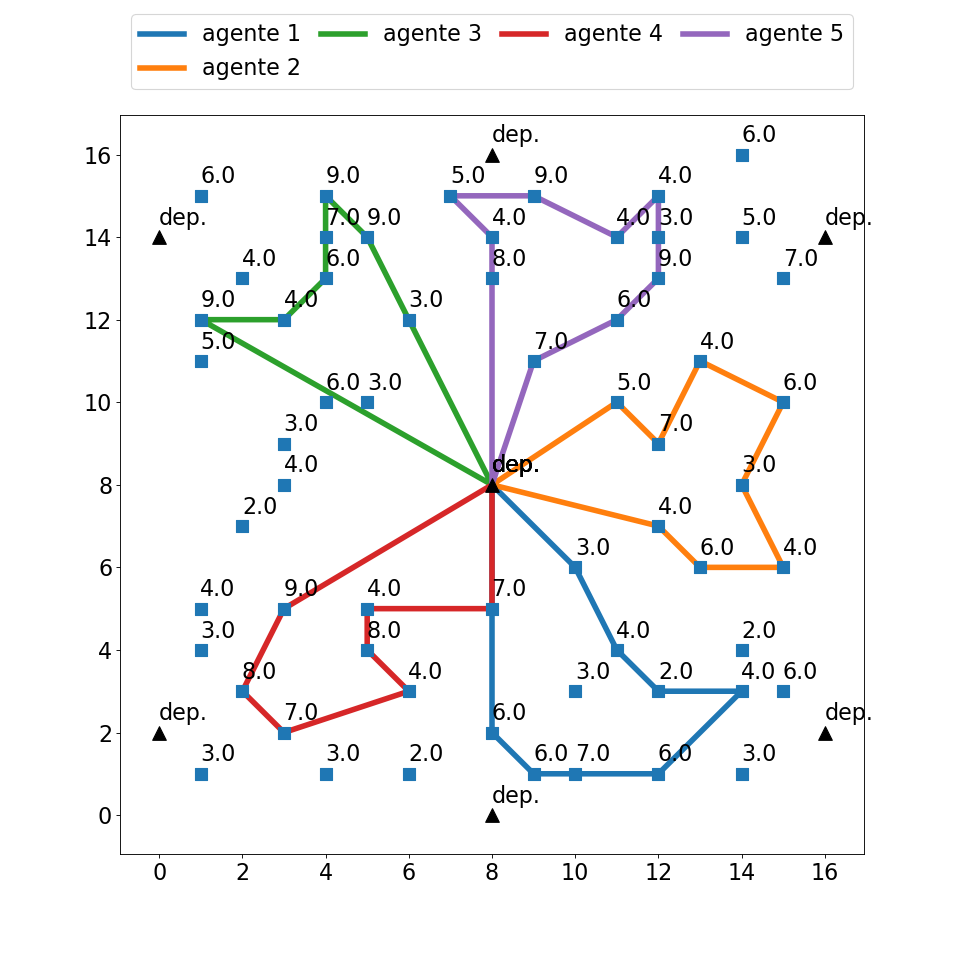 agente 1 agente 3 agente 4 agente 5
agente 2
6.0
dep.
16
6.0 9.0 5.0 9.0 4.0
dep. 7.0 9.0 4.0 4.0 3.0 5.0 dep.
14
4.0 6.0 8.0 9.0 7.0
9.0 4.0 3.0 6.0
12
5.0 7.0 4.0
6.0 3.0 5.0 6.0
10
3.0 7.0
4.0 dep. 3.0
8
2.0 4.0
6.0 4.0
3.0
6
4.0 9.0 4.0 7.0
3.0 8.0 4.0 2.0
4
8.0 4.0 3.0 2.0 4.0 6.0
dep. 7.0 6.0 dep.
2
3.0 3.0 2.0 6.0 7.0 6.0 3.0
dep.
0
0 2 4 6 8 10 12 14 16